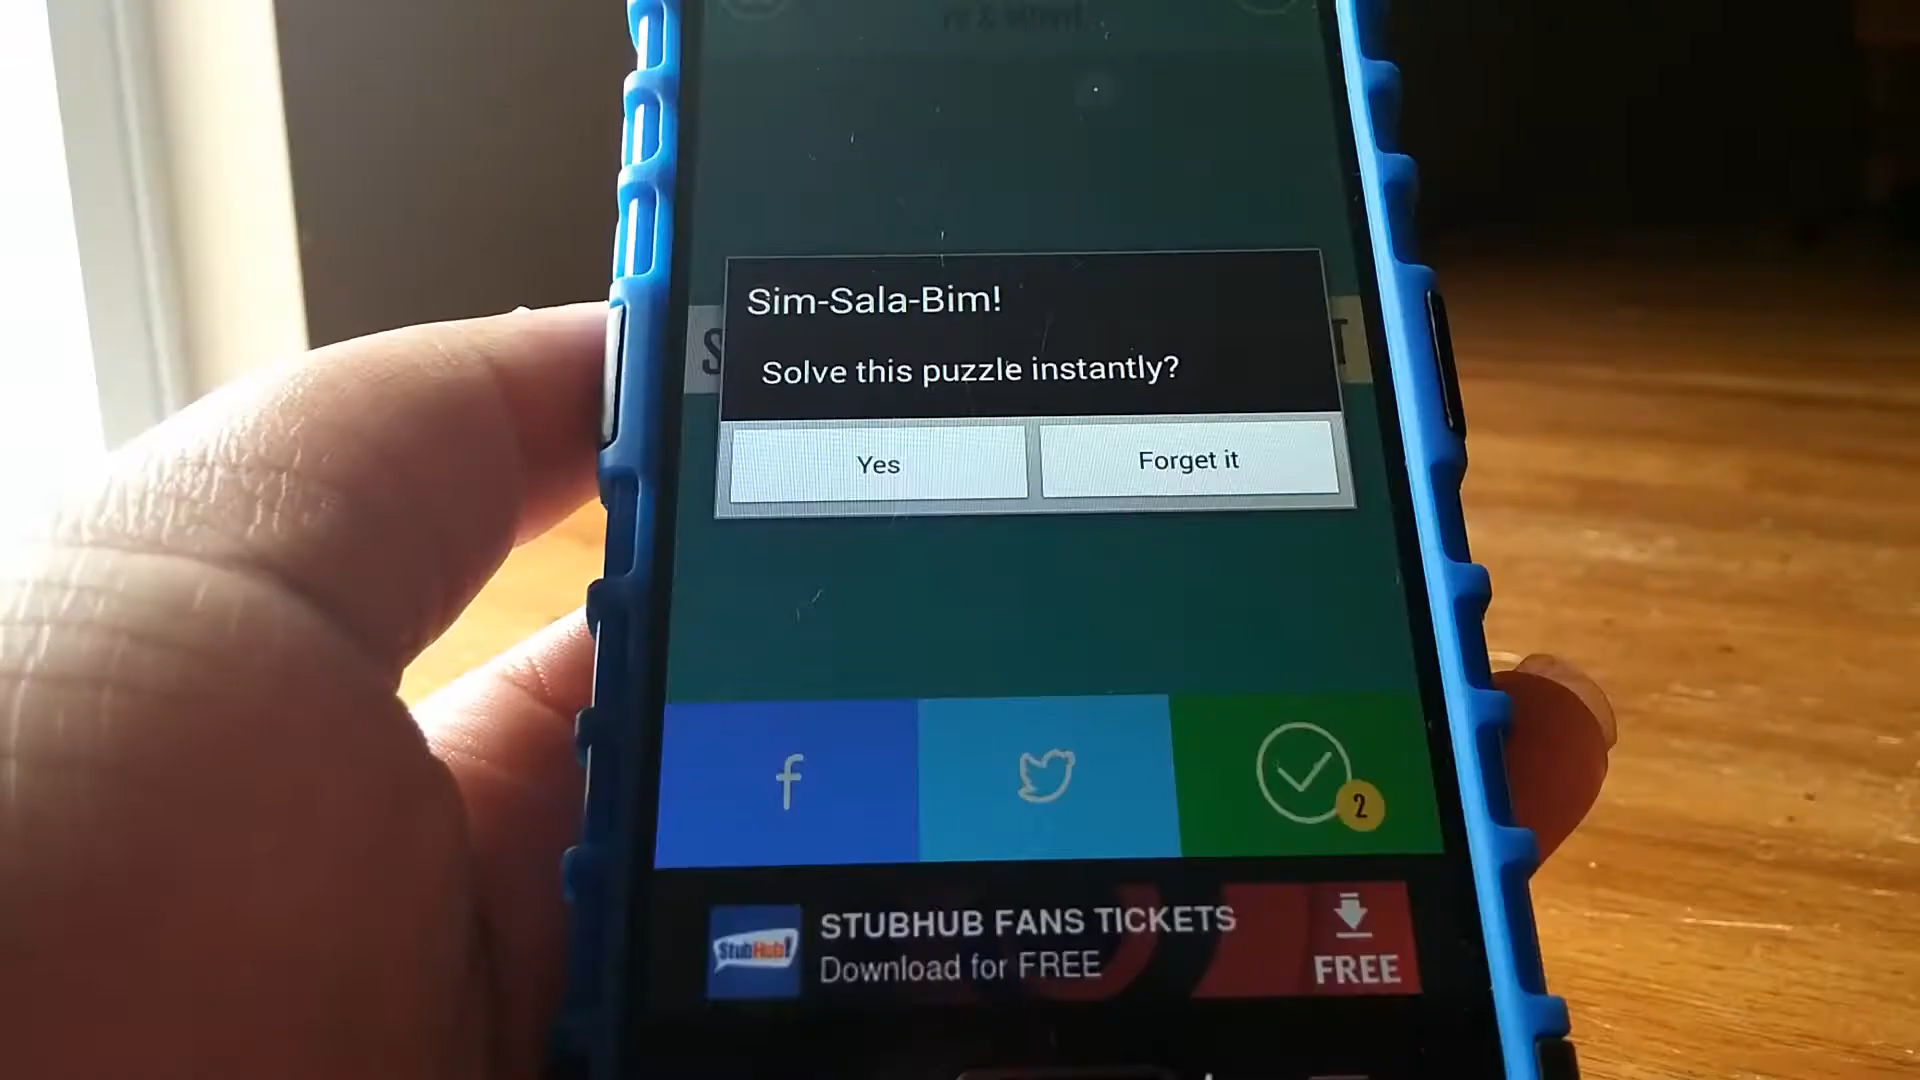 Sim-Sala-Bim!
S
T
Solve this puzzle instantly?
Yes
Forget it
f
2
StubHub!
STUBHUB FANS TICKETS
Download for FREE
FREE